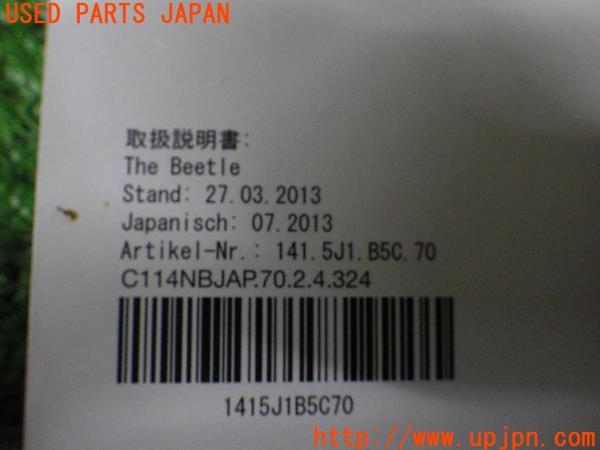 USED PARTS JAPAN
取扱説明書:
The Beetle
Stand: 27.03.2013
Japanisch: 07.2013
Artikel-Nr.: 141.5J1.B5C.70
C114NBJAP.70.2.4.324
1415J1B5C70
http://www.upjpn.com